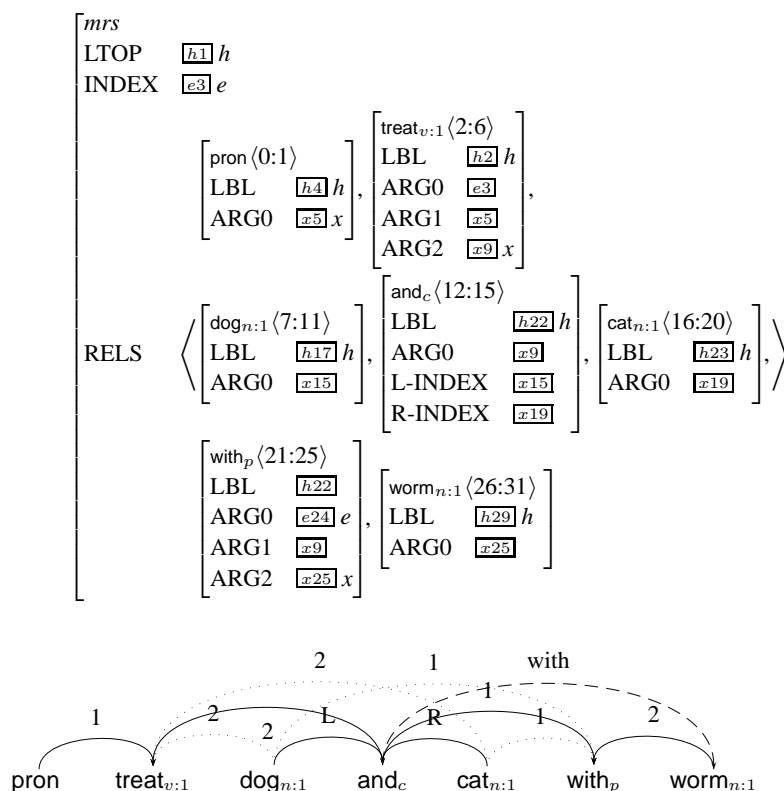 mrs
LTOP h1 h
INDEX e3 e
pron⟨0:1⟩
LBL h4 h
ARG0 x5 x
,
treat v:1⟨2:6⟩
LBL h2 h
ARG0 e3
ARG1 x5
ARG2 x9 x
,
RELS
⟨
dog n:1⟨7:11⟩
LBL h17 h
ARG0 x15
,
and c⟨12:15⟩
LBL h22 h
ARG0 x9
L-INDEX x15
R-INDEX x19
,
cat n:1⟨16:20⟩
LBL h23 h
ARG0 x19
,
⟩
with p⟨21:25⟩
LBL h22
ARG0 e24 e
ARG1 x9
ARG2 x25 x
,
worm n:1⟨26:31⟩
LBL h29 h
ARG0 x25
2 1 with
1 2 2 L R 1 1 2
pron treat v:1 dog n:1 and c cat n:1 with p worm n:1